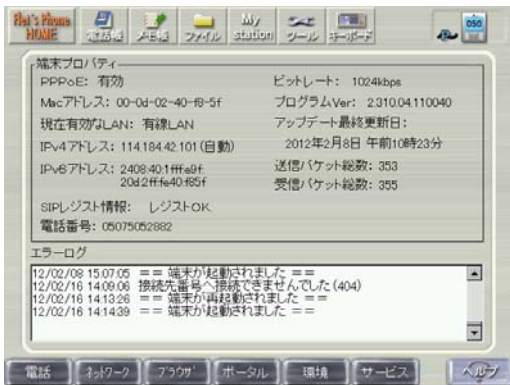 Flet's Phone HOME
電話帳
メモ帳
ファイル
My station
ツール
キーボード
050
端末プロパティ
PPPoE: 有効
Macアドレス: 00-0d-02-40-f8-5f
現在有効なLAN: 有線LAN
IPv4アドレス: 114.184.42.101(自動)
IPv6アドレス: 2408:40:1fff:a9f:
20d:2ff:fe40:f85f
SIPレジスト情報: レジストOK
電話番号: 05075052882
ビットレート: 1024kbps
プログラムVer: 2.310.04.110040
アップデート最終更新日:
2012年2月8日 午前10時23分
送信パケット総数: 353
受信パケット総数: 355
エラーログ
12/02/08 15:07:05 == 端末が起動されました ==
12/02/16 14:09:06 接続先番号へ接続できませんでした(404)
12/02/16 14:13:26 == 端末が再起動されました ==
12/02/16 14:14:39 == 端末が起動されました ==
電話
ネットワーク
ブラウザ
ポータル
環境
サービス
ヘルプ